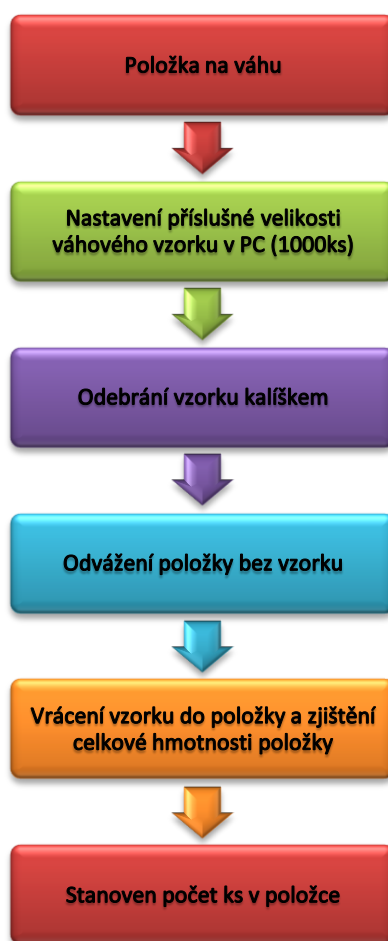 Položka na váhu
Nastavení příslušné velikosti
váhového vzorku v PC (1000ks)
Odebrání vzorku kalíškem
Odvážení položky bez vzorku
Vrácení vzorku do položky a zjištění
celkové hmotnosti položky
Stanoven počet ks v položce